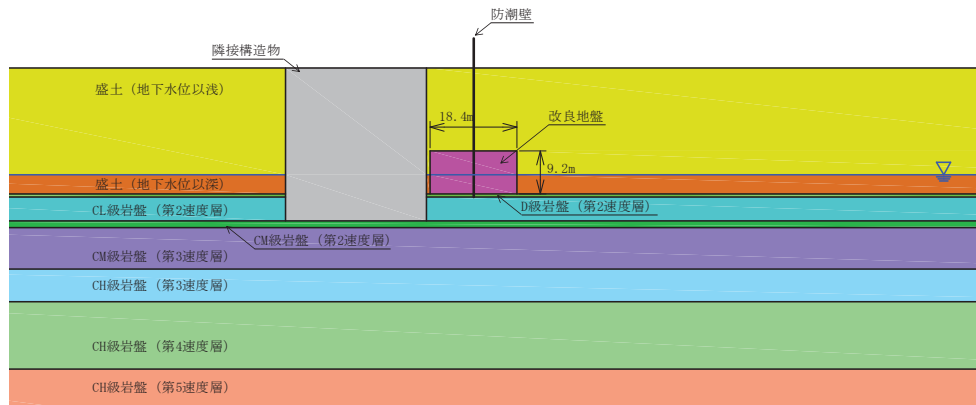 防潮壁
隣接構造物
盛土（地下水位以浅）
18.4m
改良地盤
9.2m
盛土（地下水位以深）
CL級岩盤（第2速度層）
D級岩盤（第2速度層）
CM級岩盤（第2速度層）
CM級岩盤（第3速度層）
CH級岩盤（第3速度層）
CH級岩盤（第4速度層）
CH級岩盤（第5速度層）